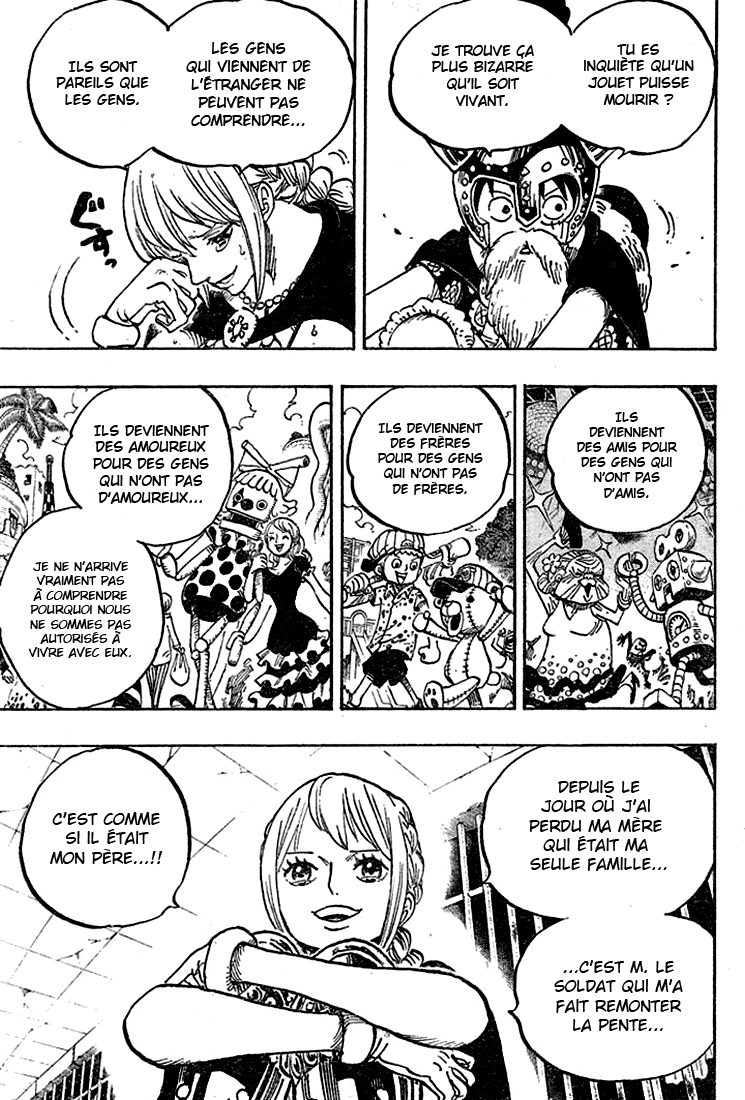 TU ES
INQUIÈTE QU'UN
JOUET PUISSE
MOURIR ?
JE TROUVE ÇA
PLUS BIZARRE
QU'IL SOIT
VIVANT.
LES GENS
QUI VIENNENT DE
L'ÉTRANGER NE
PEUVENT PAS
COMPRENDRE...
ILS SONT
PAREILS QUE
LES GENS.
ぐすっ
ILS
DEVIENNENT
DES AMIS POUR
DES GENS QUI
N'ONT PAS
D'AMIS.
ILS DEVIENNENT
DES FRÈRES
POUR DES GENS
QUI N'ONT PAS
DE FRÈRES.
ILS DEVIENNENT
DES AMOUREUX
POUR DES GENS
QUI N'ONT PAS
D'AMOUREUX...
JE NE N'ARRIVE
VRAIMENT PAS
À COMPRENDRE
POURQUOI NOUS
NE SOMMES PAS
AUTORISÉS À
VIVRE AVEC EUX.
DEPUIS LE
JOUR OÙ J'AI
PERDU MA MÈRE
QUI ÉTAIT MA
SEULE FAMILLE...
...C'EST M. LE
SOLDAT QUI M'A
FAIT REMONTER
LA PENTE...
C'EST COMME
SI IL ÉTAIT
MON PÈRE...!!